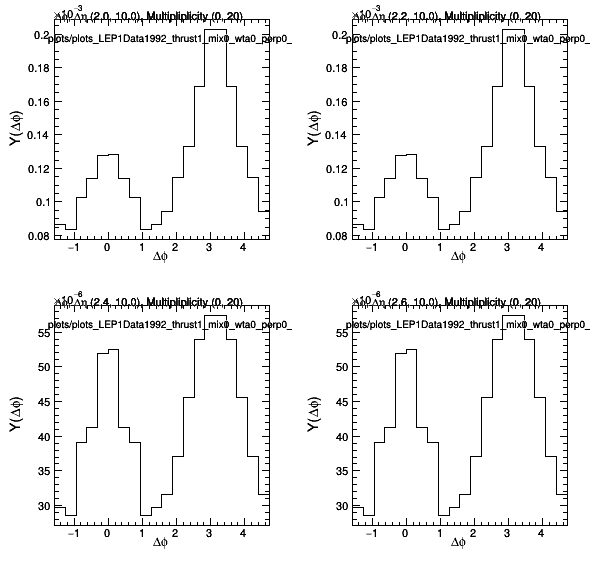 ×10⁻³ Δη (2.0, 10.0), Multipliplicity (0, 20)
plots/plots_LEP1Data1992_thrust1_mix0_wta0_perp0_
0.2
0.18
0.16
0.14
0.12
0.1
0.08
Y(Δϕ)
−1 0 1 2 3 4
Δϕ
×10⁻³ Δη (2.2, 10.0), Multipliplicity (0, 20)
plots/plots_LEP1Data1992_thrust1_mix0_wta0_perp0_
0.2
0.18
0.16
0.14
0.12
0.1
0.08
Y(Δϕ)
−1 0 1 2 3 4
Δϕ
×10⁻⁶ Δη (2.4, 10.0), Multipliplicity (0, 20)
plots/plots_LEP1Data1992_thrust1_mix0_wta0_perp0_
55
50
45
40
35
30
Y(Δϕ)
−1 0 1 2 3 4
Δϕ
×10⁻⁶ Δη (2.6, 10.0), Multipliplicity (0, 20)
plots/plots_LEP1Data1992_thrust1_mix0_wta0_perp0_
55
50
45
40
35
30
Y(Δϕ)
−1 0 1 2 3 4
Δϕ